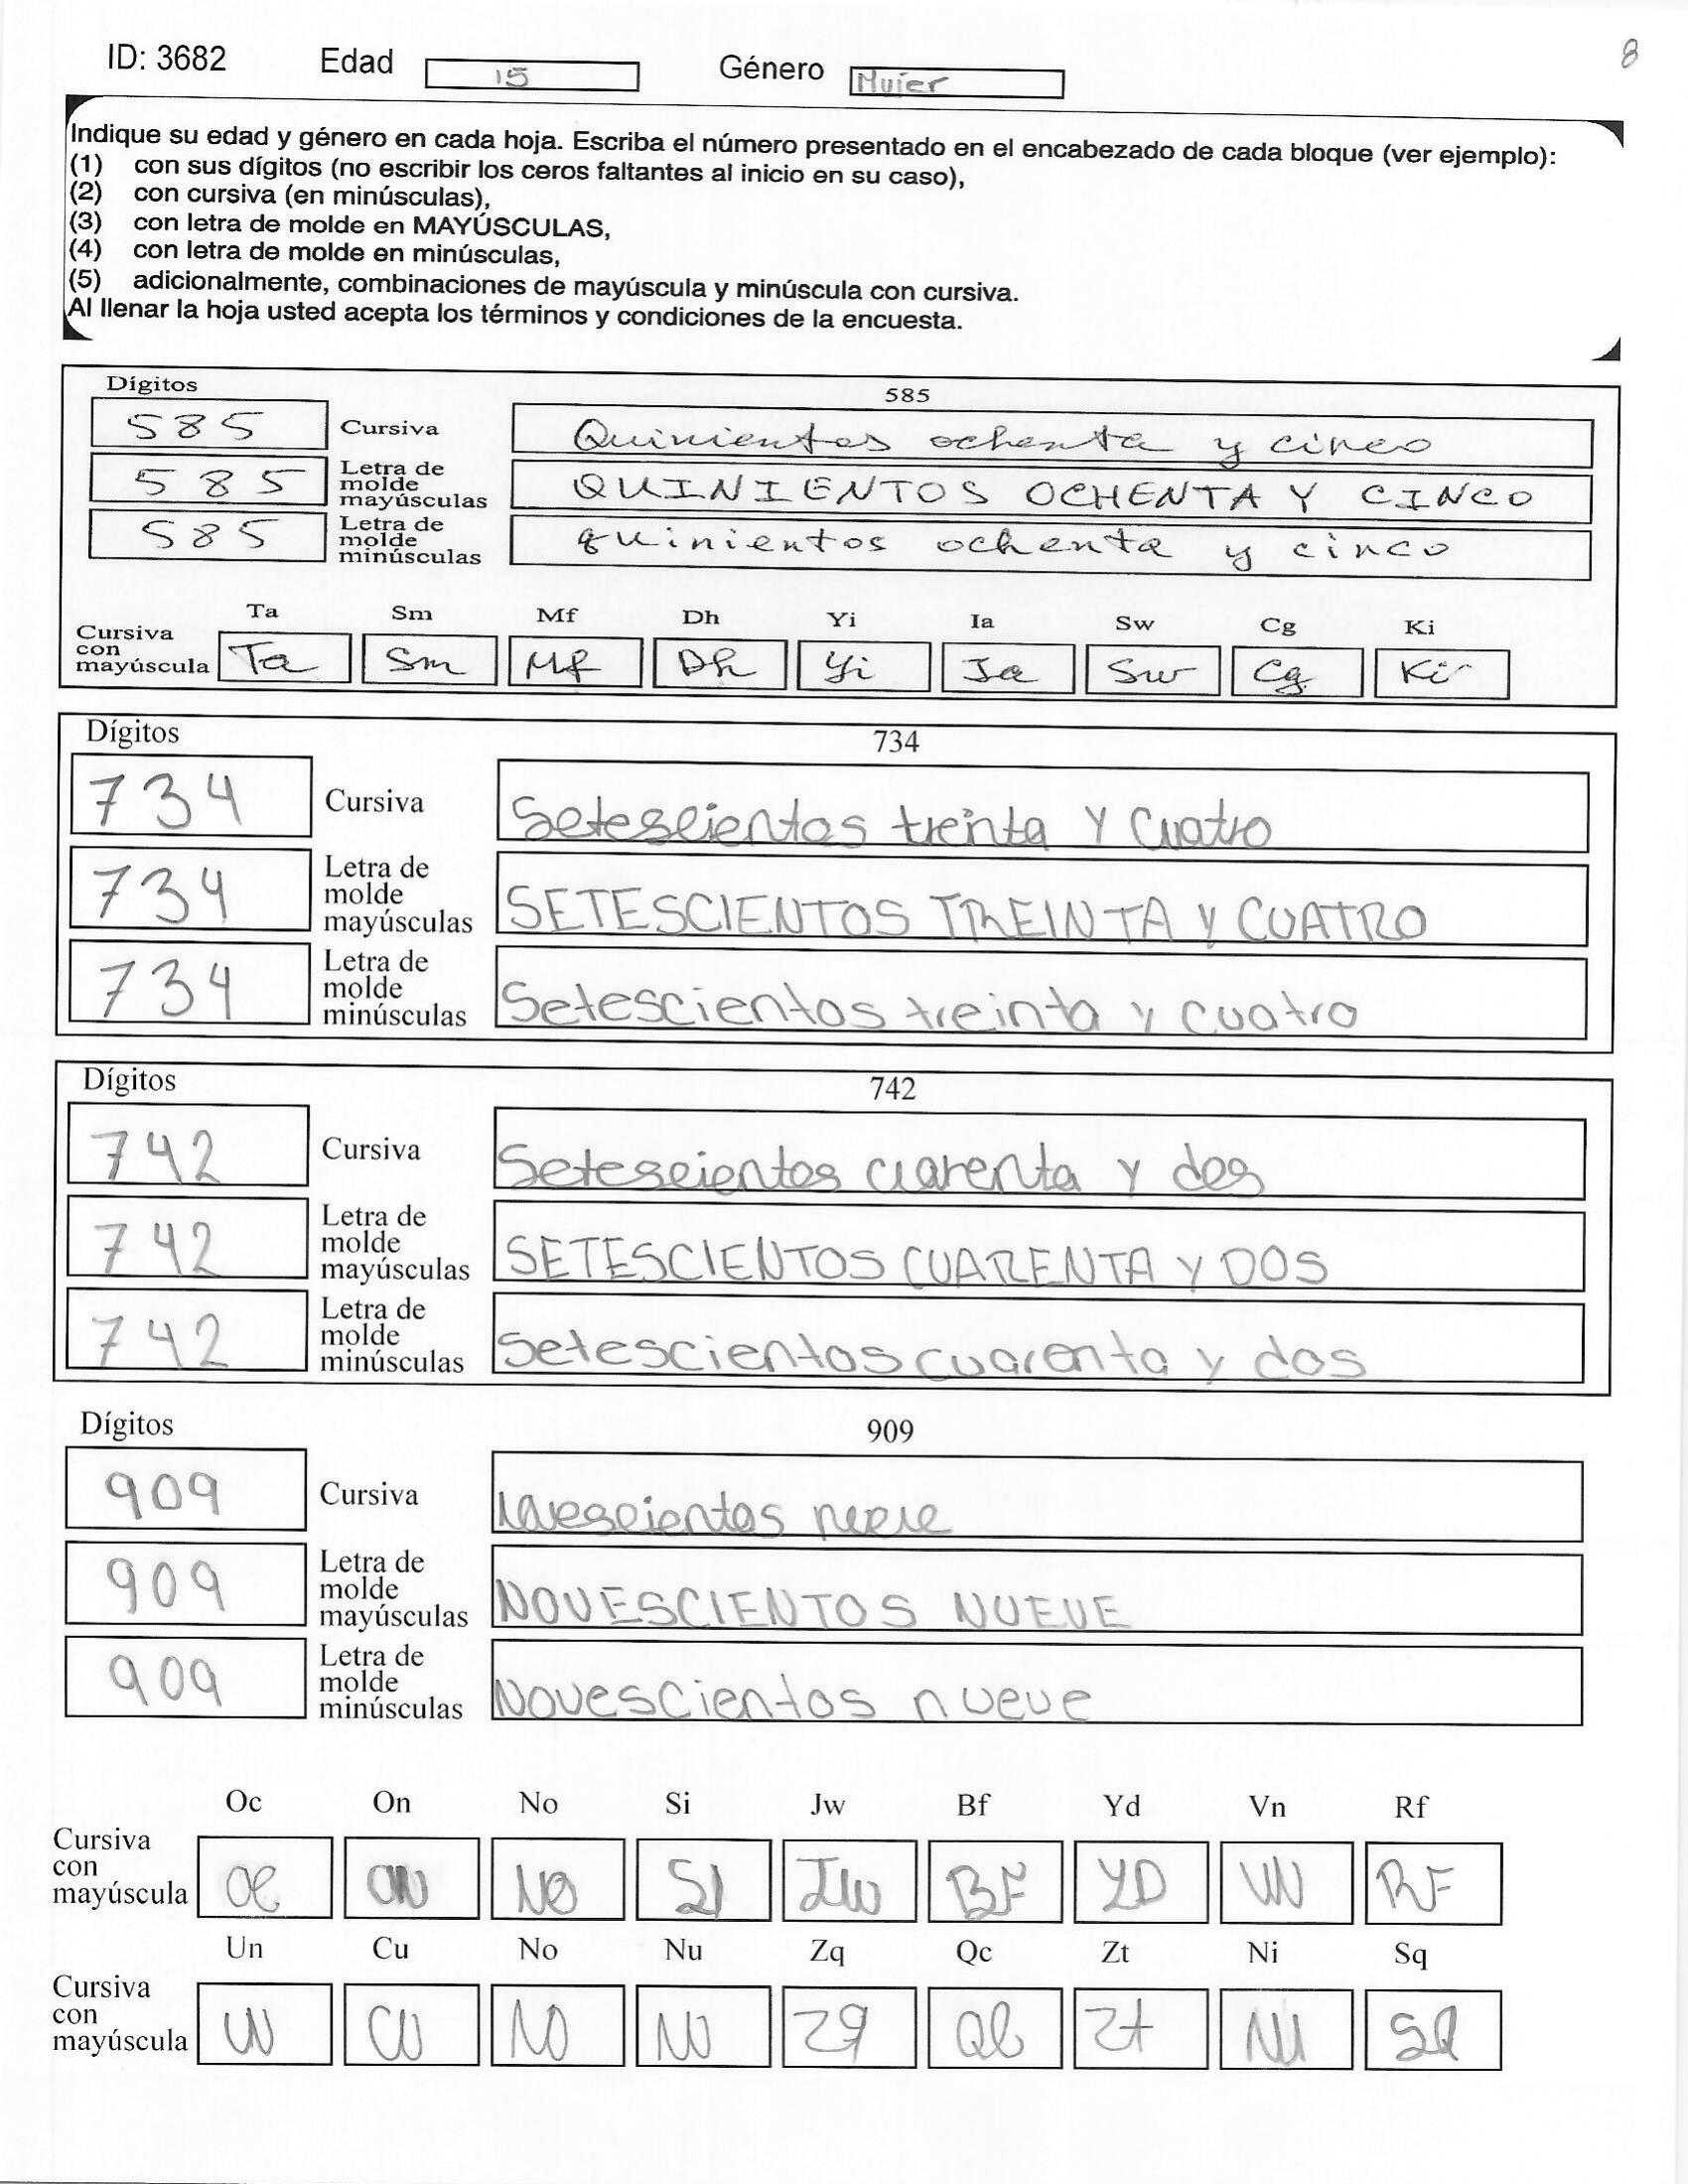 ID: 3682 Edad 15 Género Mujer 8
Indique su edad y género en cada hoja. Escriba el número presentado en el encabezado de cada bloque (ver ejemplo):
(1) con sus dígitos (no escribir los ceros faltantes al inicio en su caso),
(2) con cursiva (en minúsculas),
(3) con letra de molde en MAYÚSCULAS,
(4) con letra de molde en minúsculas,
(5) adicionalmente, combinaciones de mayúscula y minúscula con cursiva.
Al llenar la hoja usted acepta los términos y condiciones de la encuesta.
Dígitos 585
585 Cursiva Quinientos ochenta y cinco
585 Letra de molde mayúsculas QUINIENTOS OCHENTA Y CINCO
585 Letra de molde minúsculas quinientos ochenta y cinco
Ta Sm Mf Dh Yi Ia Sw Cg Ki
Cursiva con mayúscula Ta Sm Mf Dh Yi Ia Sw Cg Ki
Dígitos 734
734 Cursiva Setescientos treinta y Cuatro
734 Letra de molde mayúsculas SETESCIENTOS TREINTA Y CUATRO
734 Letra de molde minúsculas Setescientos treinta y cuatro
Dígitos 742
742 Cursiva Setescientos cuarenta y dos
742 Letra de molde mayúsculas SETESCIENTOS CUARENTA Y DOS
742 Letra de molde minúsculas Setescientos cuarenta y dos
Dígitos 909
909 Cursiva Novescientos nueve
909 Letra de molde mayúsculas NOVESCIENTOS NUEVE
909 Letra de molde minúsculas Novescientos nueve
Oc On No Si Jw Bf Yd Vn Rf
Cursiva con mayúscula OC ON NO SI JW BF YD VN RF
Un Cu No Nu Zq Qc Zt Ni Sq
Cursiva con mayúscula UN CU NO NU Zq QC Zt NI SQ